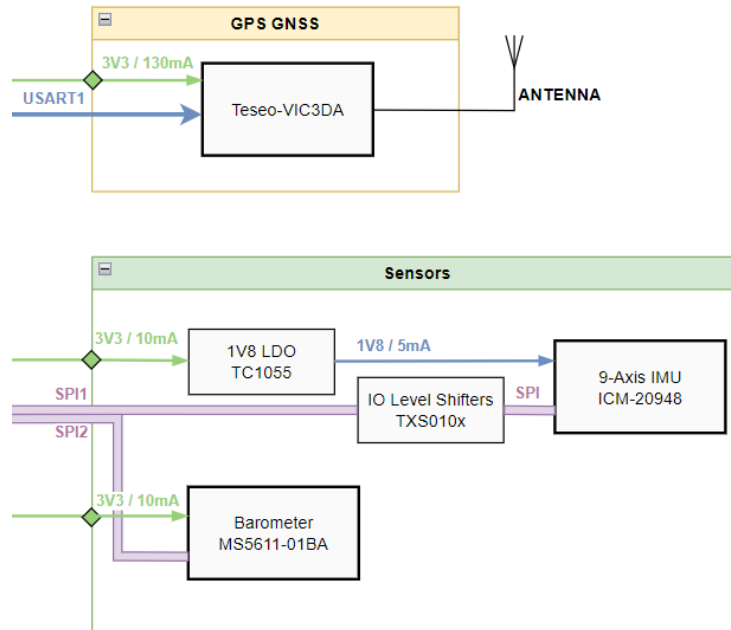 GPS GNSS
3V3 / 130mA
USART1
Teseo-VIC3DA
ANTENNA
Sensors
3V3 / 10mA
1V8 LDO
TC1055
1V8 / 5mA
9-Axis IMU
ICM-20948
SPI1
IO Level Shifters
TXS010x
SPI
SPI2
3V3 / 10mA
Barometer
MS5611-01BA